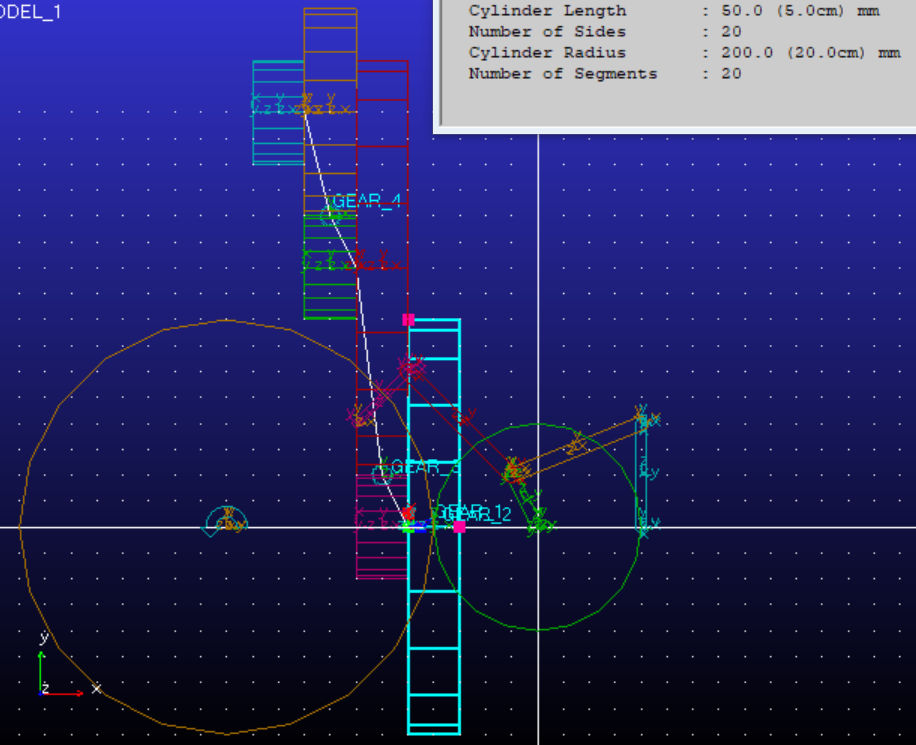 ODEL_1
Cylinder Length : 50.0 (5.0cm) mm
Number of Sides : 20
Cylinder Radius : 200.0 (20.0cm) mm
Number of Segments : 20
GEAR_4
GEAR_3
GEAR_1
GEAR_2
y
z
x